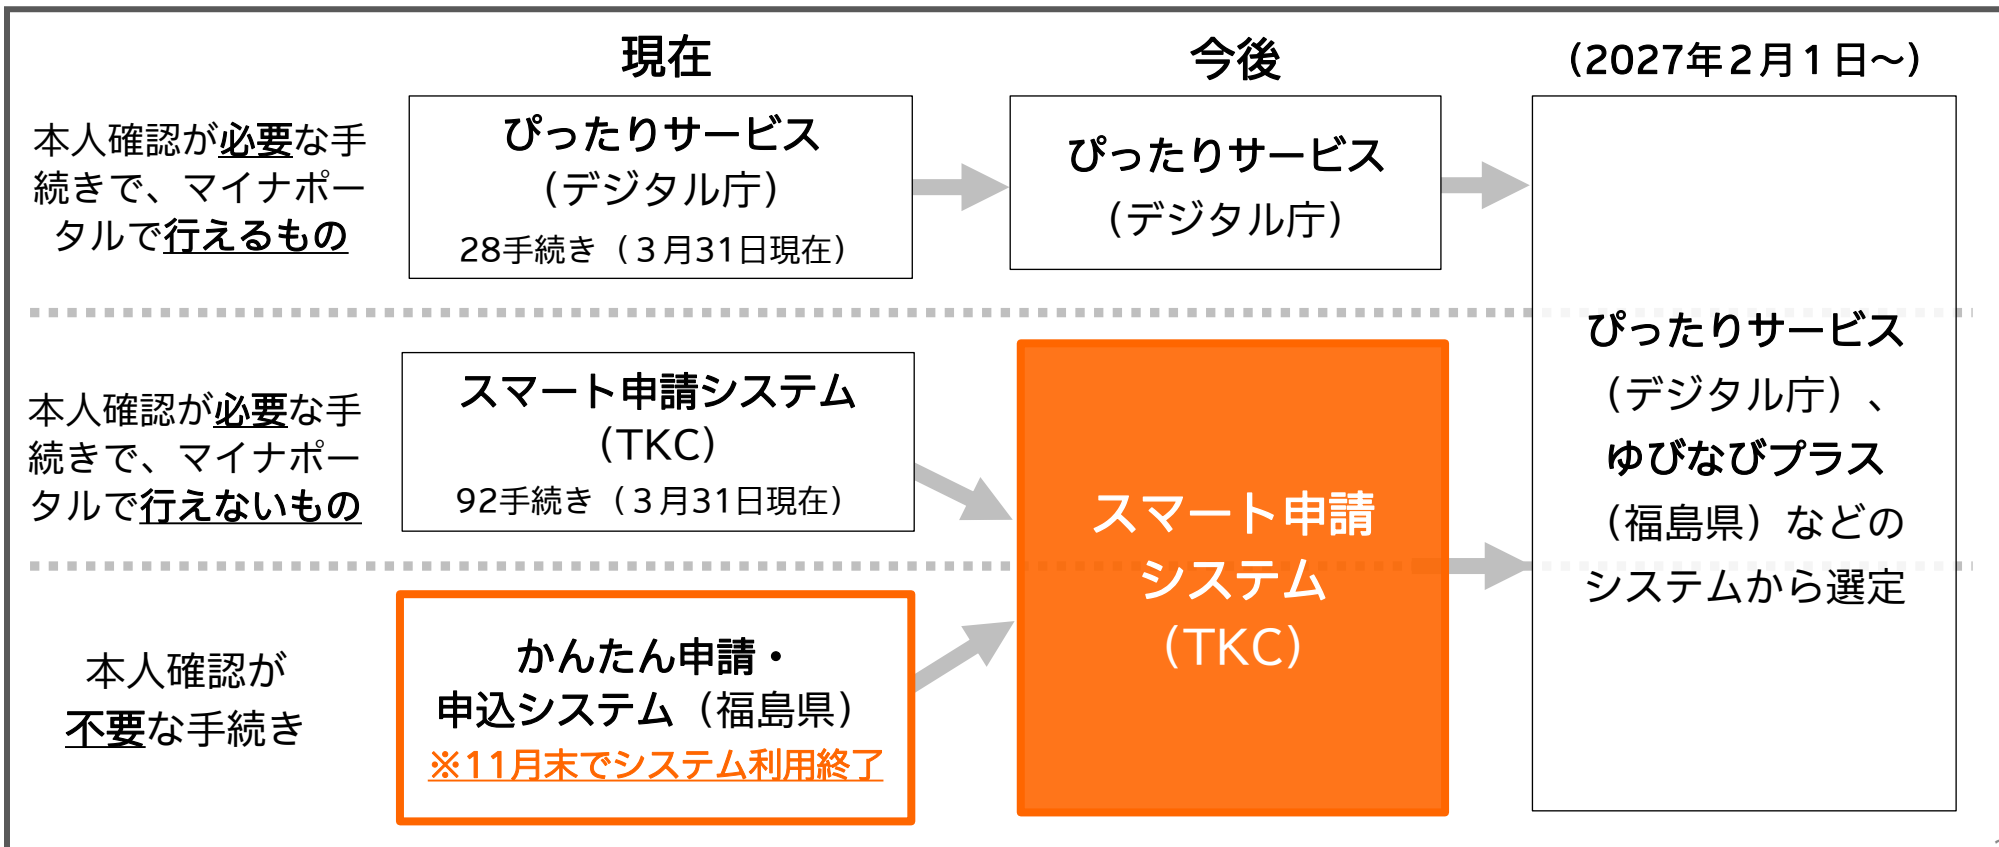 現在
今後
（2027年２月１日～）
本人確認が必要な手
続きで、マイナポー
タルで行えるもの
ぴったりサービス
（デジタル庁）
28手続き（３月31日現在）
ぴったりサービス
（デジタル庁）
本人確認が必要な手
続きで、マイナポー
タルで行えないもの
スマート申請システム
（TKC）
92手続き（３月31日現在）
本人確認が
不要な手続き
かんたん申請・
申込システム（福島県）
※11月末でシステム利用終了
スマート申請
システム
（TKC）
ぴったりサービス
（デジタル庁）、
ゆびなびプラス
（福島県）などの
システムから選定